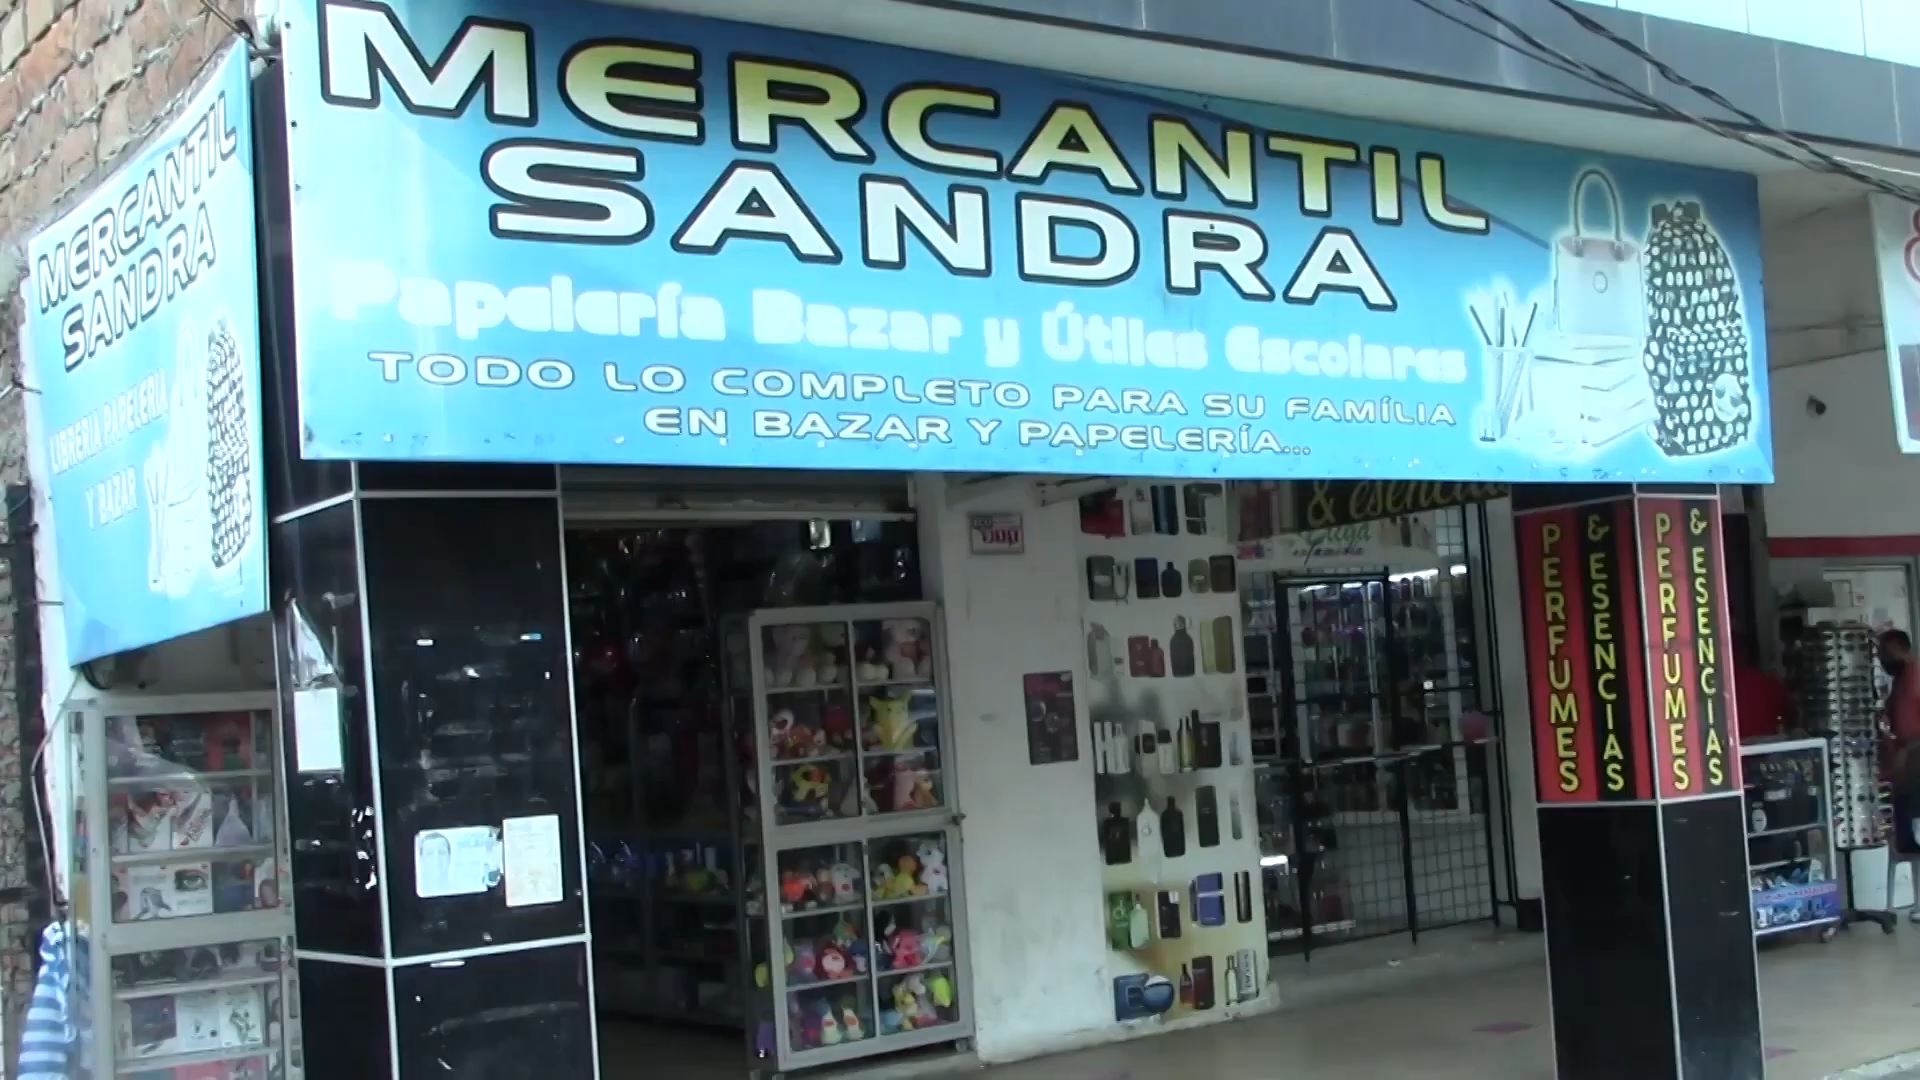 MERCANTIL
SANDRA
Papelería Bazar y Útiles Escolares
TODO LO COMPLETO PARA SU FAMÍLIA
EN BAZAR Y PAPELERÍA...
MERCANTIL
SANDRA
LIBRERIA PAPELERIA
Y BAZAR
& esencias
PERFUMES
& ESENCIAS
PERFUMES
& ESENCIAS